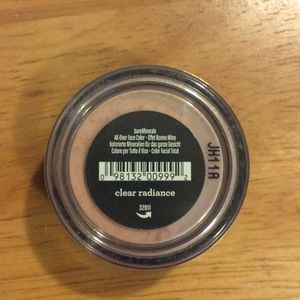 bareMinerals
All-Over Face Color - Effet Bonne Mine
Kolorierte Mineralien für das ganze Gesicht
Colore per Tutto il Viso - Color Facial Total
0 98132 00999 2
clear radiance
32811
JH11A